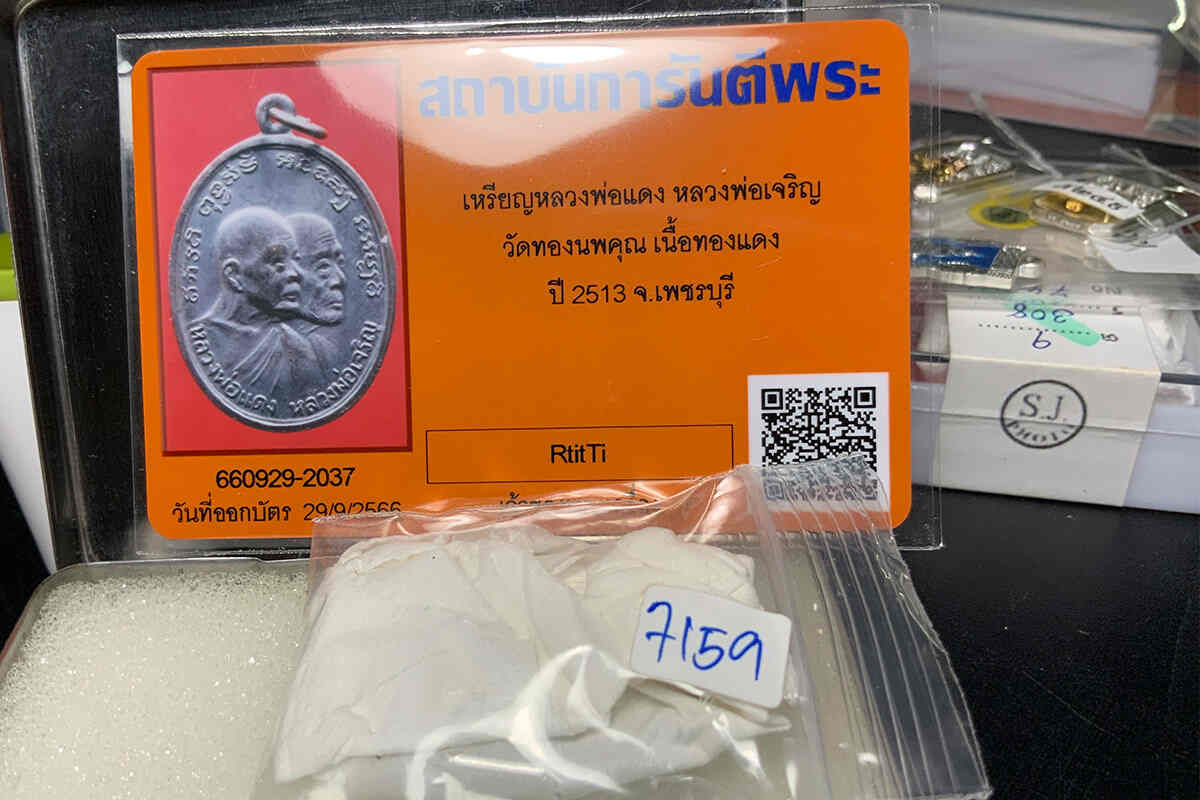 สถาบันการันตีพระ
เหรียญหลวงพ่อแดง หลวงพ่อเจริญ
วัดทองนพคุณ เนื้อทองแดง
ปี 2513 จ.เพชรบุรี
หลวงพ่อแดง หลวงพ่อเจริญ
RtitTi
660929-2037
วันที่ออกบัตร 29/9/2566
7159
308
9
S.J.
PHOTO